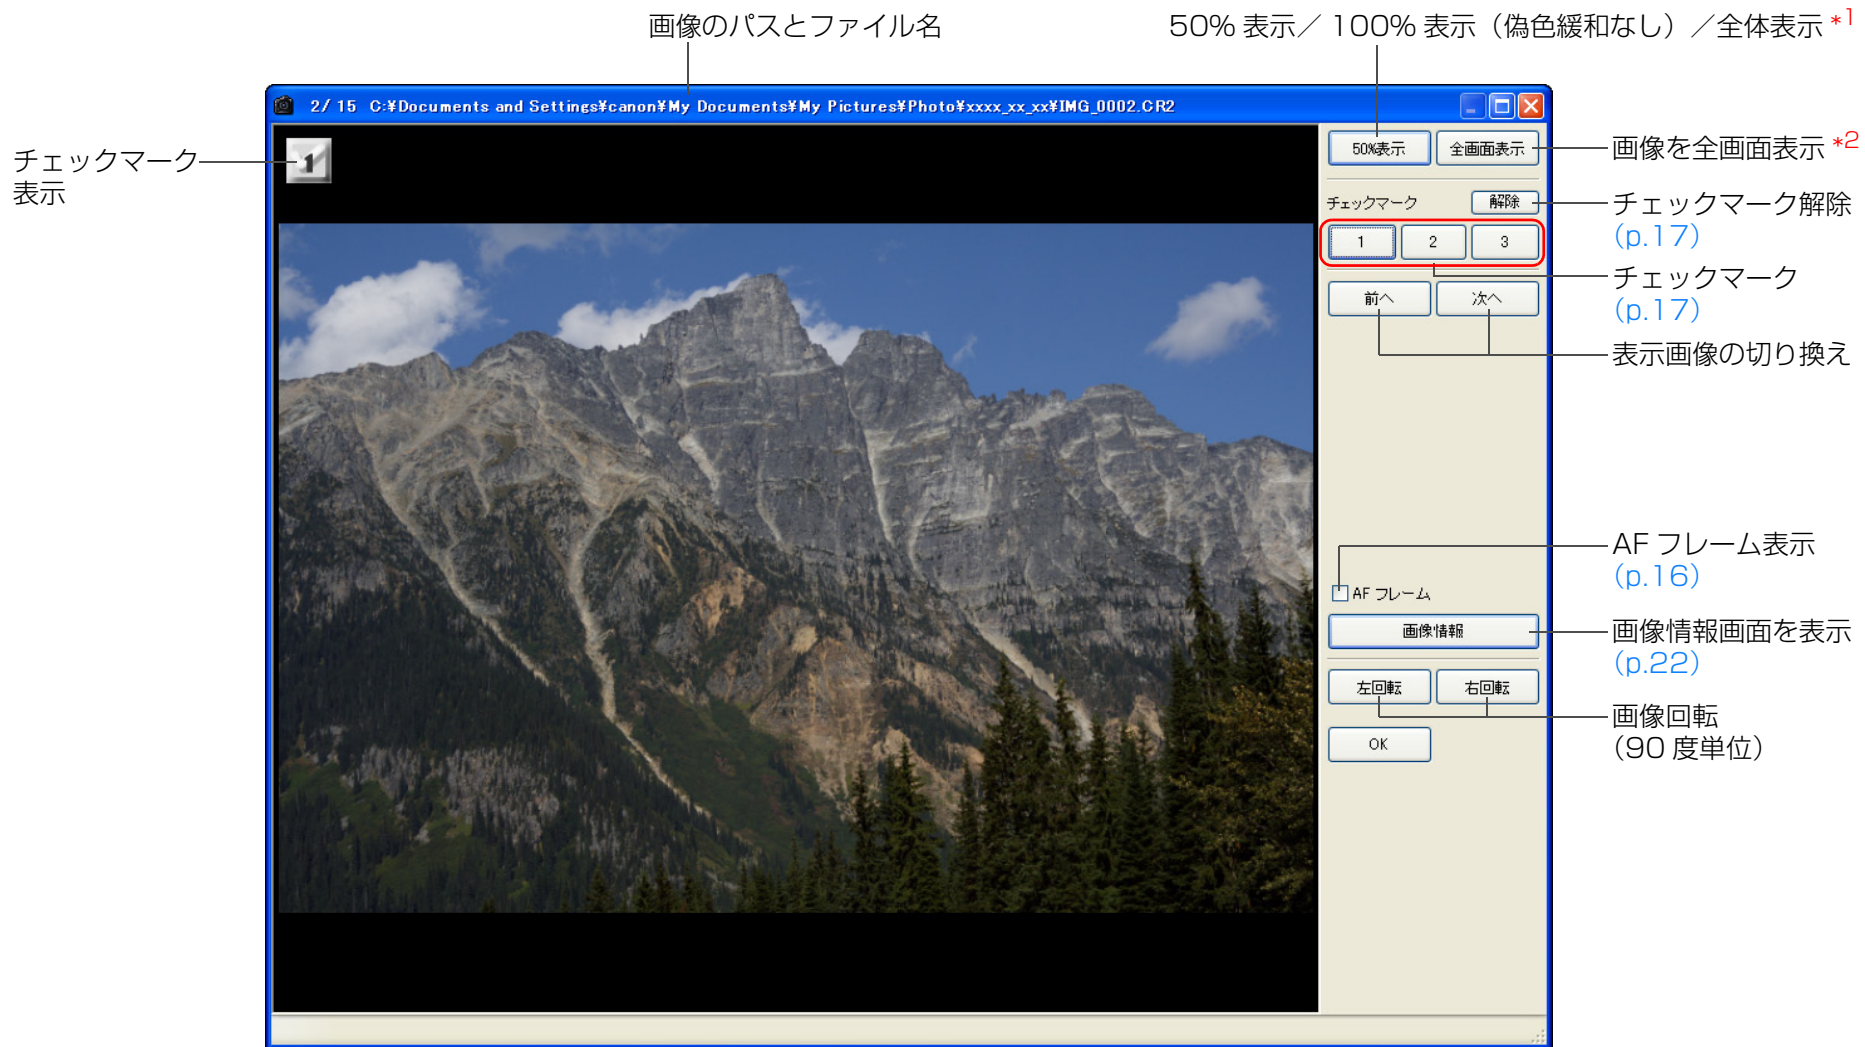 画像のパスとファイル名
50% 表示／ 100% 表示（偽色緩和なし）／全体表示 *1
2/ 15 C:¥Documents and Settings¥canon¥My Documents¥My Pictures¥Photo¥xxxx_xx_xx¥IMG_0002.CR2
チェックマーク
表示
1
50%表示
全画面表示
画像を全画面表示 *2
チェックマーク
解除
チェックマーク解除
（p.17）
1
2
3
チェックマーク
（p.17）
前へ
次へ
表示画像の切り換え
AF フレーム表示
（p.16）
AF フレーム
画像情報
画像情報画面を表示
（p.22）
左回転
右回転
画像回転
（90 度単位）
OK